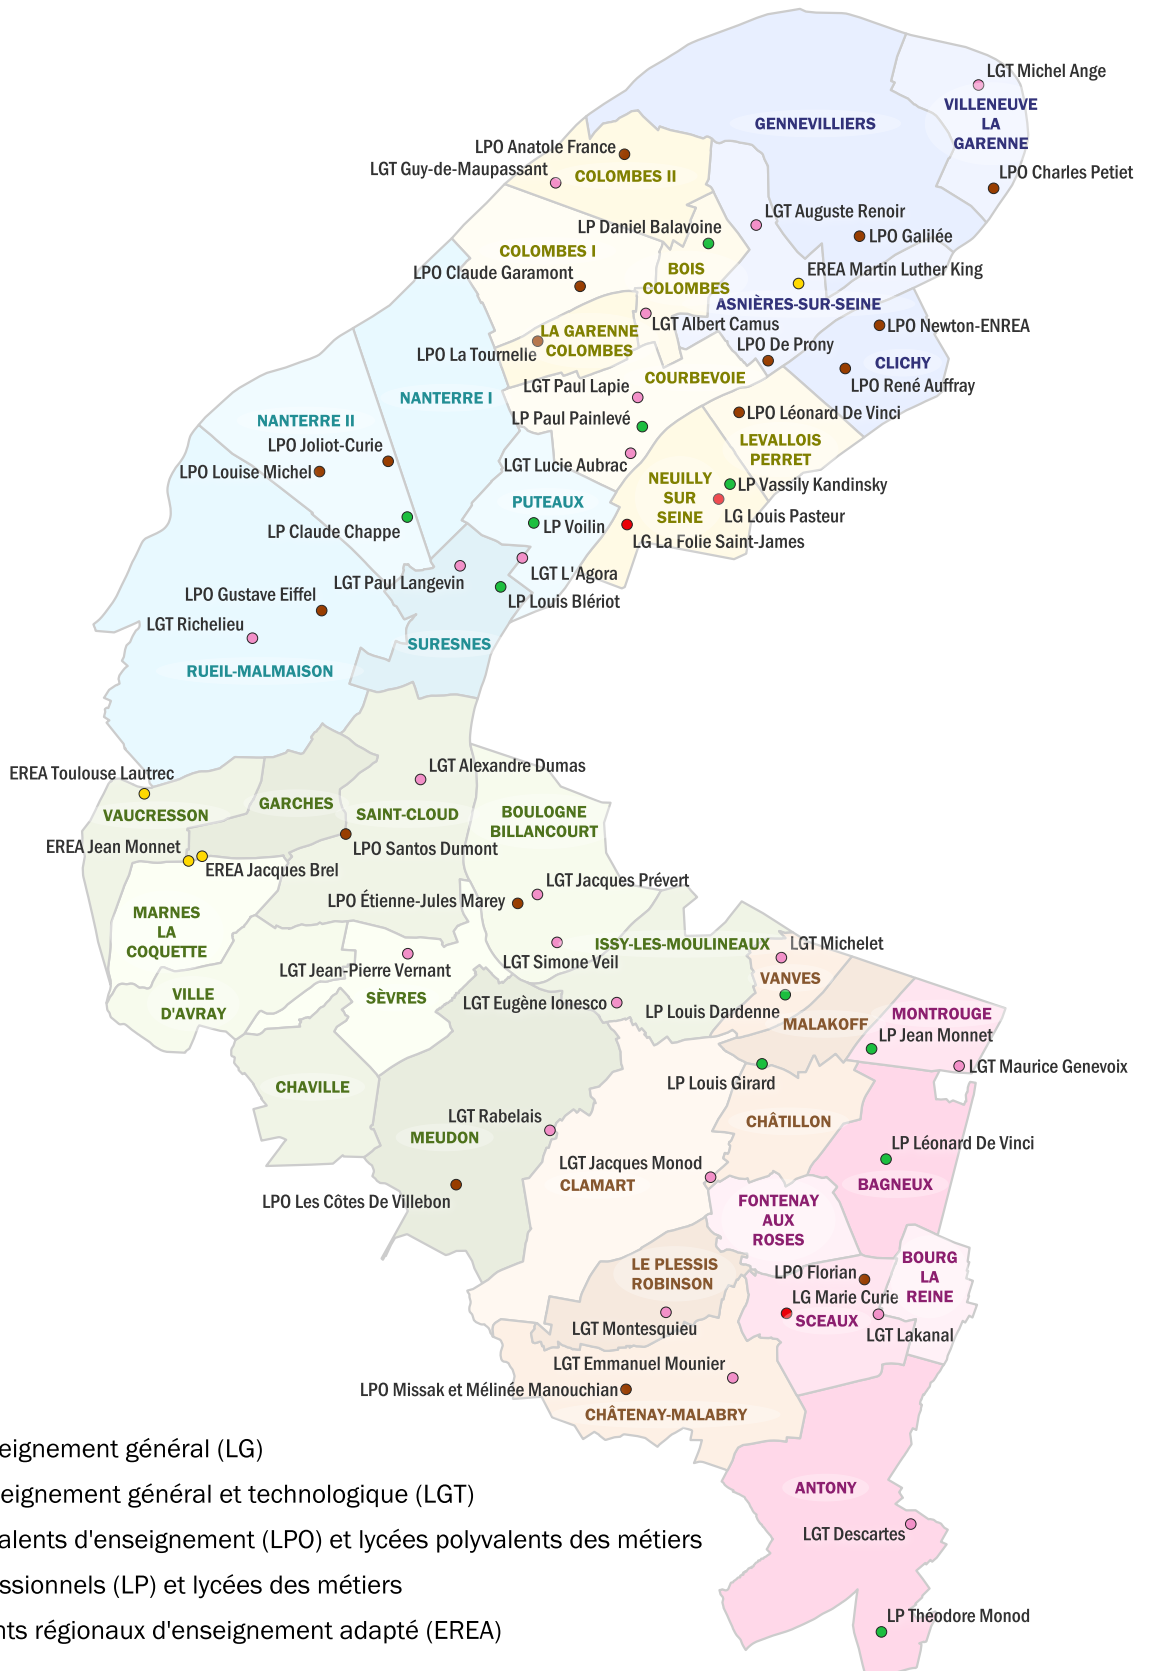 LGT Michel Ange
VILLENEUVE
LA
GARENNE
GENNEVILLIERS
LPO Anatole France
LGT Guy-de-Maupassant
COLOMBES II
LPO Charles Petiet
LGT Auguste Renoir
LP Daniel Balavoine
LPO Galilée
COLOMBES I
LPO Claude Garamont
BOIS
COLOMBES
EREA Martin Luther King
ASNIÈRES-SUR-SEINE
LGT Albert Camus
LPO Newton-ENREA
LA GARENNE
COLOMBES
LPO La Tournelle
LPO De Prony
CLICHY
LPO René Auffray
COURBEVOIE
LGT Paul Lapie
NANTERRE I
LP Paul Painlevé
LPO Léonard De Vinci
LEVALLOIS
PERRET
NANTERRE II
LPO Joliot-Curie
LPO Louise Michel
LGT Lucie Aubrac
NEUILLY
SUR
SEINE
LP Vassily Kandinsky
LG Louis Pasteur
PUTEAUX
LP Voilin
LG La Folie Saint-James
LP Claude Chappe
LGT L'Agora
LGT Paul Langevin
LP Louis Blériot
LPO Gustave Eiffel
LGT Richelieu
SURESNES
RUEIL-MALMAISON
EREA Toulouse Lautrec
LGT Alexandre Dumas
VAUCRESSON
GARCHES
SAINT-CLOUD
BOULOGNE
BILLANCOURT
EREA Jean Monnet
LPO Santos Dumont
EREA Jacques Brel
LGT Jacques Prévert
LPO Étienne-Jules Marey
MARNES
LA
COQUETTE
ISSY-LES-MOULINEAUX
LGT Michelet
LGT Simone Veil
LGT Jean-Pierre Vernant
VANVES
VILLE
D'AVRAY
SÈVRES
LGT Eugène Ionesco
LP Louis Dardenne
MALAKOFF
MONTROUGE
LP Jean Monnet
LGT Maurice Genevoix
CHAVILLE
LP Louis Girard
LGT Rabelais
MEUDON
CHÂTILLON
LP Léonard De Vinci
LGT Jacques Monod
CLAMART
BAGNEUX
LPO Les Côtes De Villebon
FONTENAY
AUX
ROSES
LE PLESSIS
ROBINSON
BOURG
LA
REINE
LPO Florian
LG Marie Curie
SCEAUX
LGT Montesquieu
LGT Lakanal
LGT Emmanuel Mounier
LPO Missak et Mélinée Manouchian
CHÂTENAY-MALABRY
ANTONY
LGT Descartes
LP Théodore Monod
eignement général (LG)
eignement général et technologique (LGT)
alents d'enseignement (LPO) et lycées polyvalents des métiers
ssionnels (LP) et lycées des métiers
nts régionaux d'enseignement adapté (EREA)